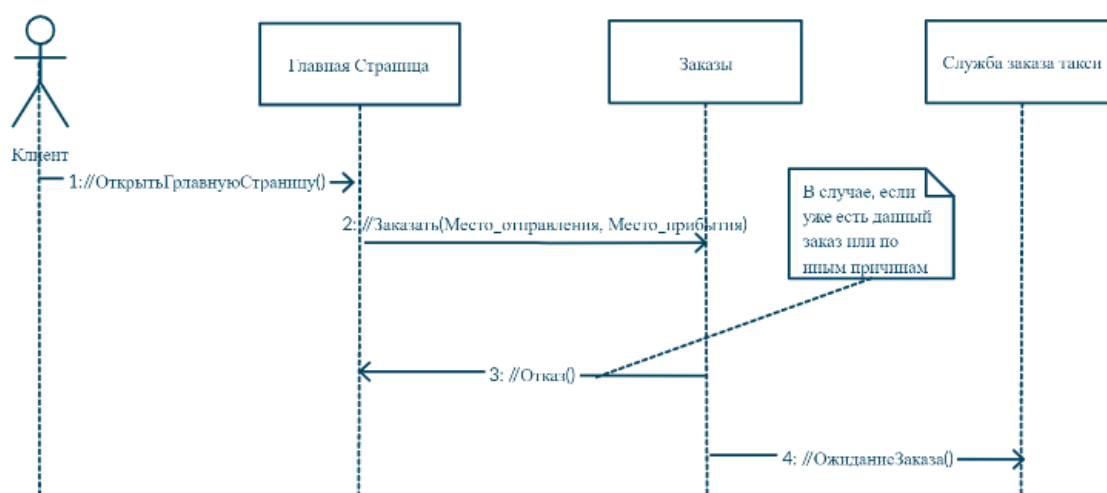 Главная Страница
Заказы
Служба заказа такси
Клиент
1://ОткрытьГрлавнуюСтраницу()
В случае, если
уже есть данный
заказ или по
иным причинам
2://Заказать(Место_отправления, Место_прибытия)
3: //Отказ()
4: //ОжиданиеЗаказа()